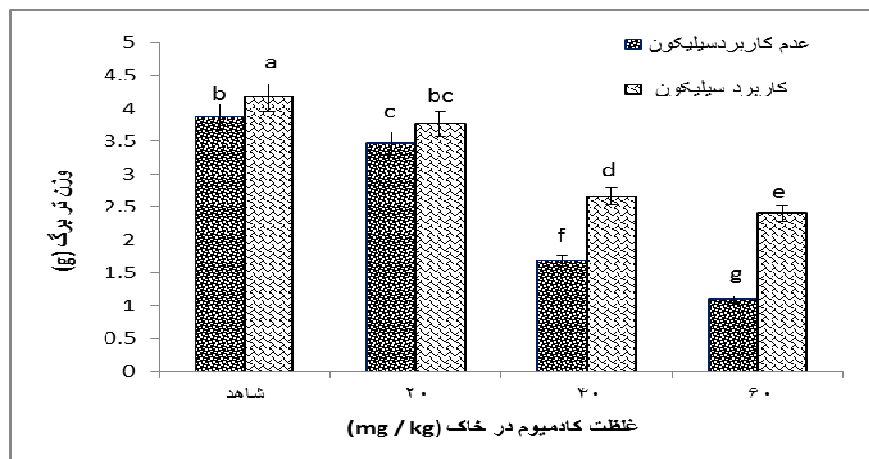 عدم کاربردسیلیکون
کاربرد سیلیکون
وزن تر برگ (g)
5
4.5
4
3.5
3
2.5
2
1.5
1
0.5
0
b
a
c
bc
f
d
g
e
شاهد
۲۰
۴۰
۶۰
غلظت کادمیوم در خاک (mg / kg)